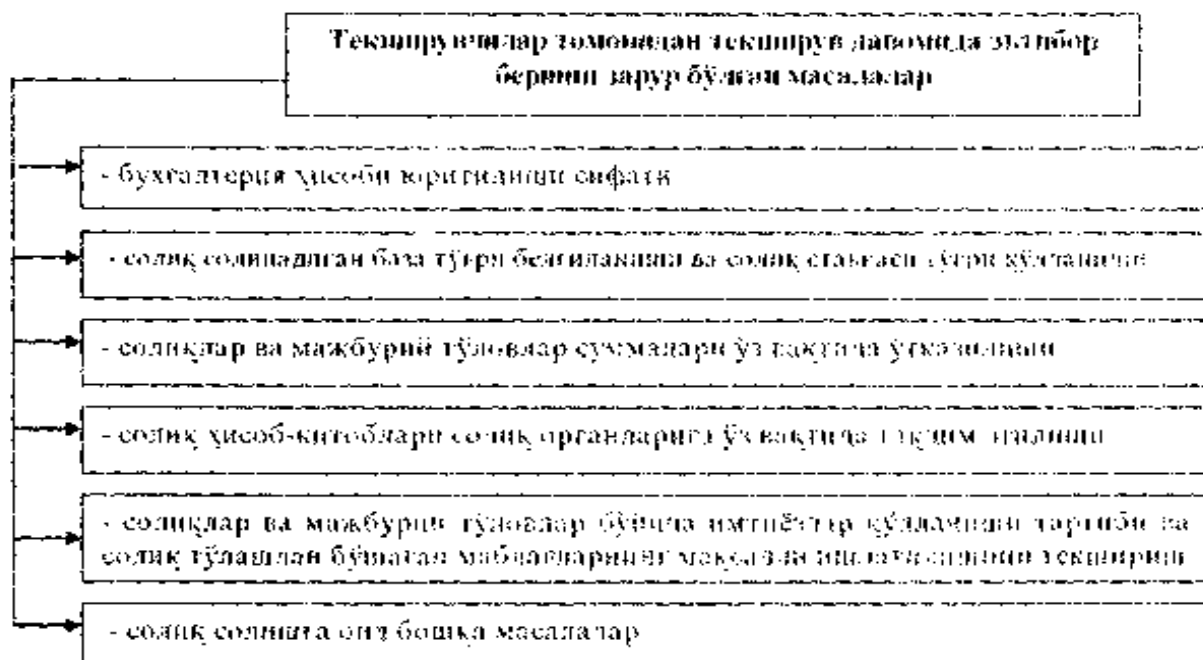 Текширувчилар томонидан текширув давомида эътибор
бериши зарур бўлган масалалар
- бухгалтерия ҳисоби юритилиши сифати
- солиқ солинадиган база тўғри белгиланиши ва солиқ ставкаси тўғри қўлланиши
- солиқлар ва мажбурий тўловлар суммалари ўз вақтида ўтказилиши
- солиқ ҳисоб-китоблари солиқ органларига ўз вақтида тақдим этилиши
- солиқлар ва мажбурий тўловлар бўйича имтиёзлар қўлланиши тартиби ва
солиқ тўлашдан бўшаган маблағларнинг мақсадли ишлатилишини текшириш
- солиқ солишга оид бошқа масалалар